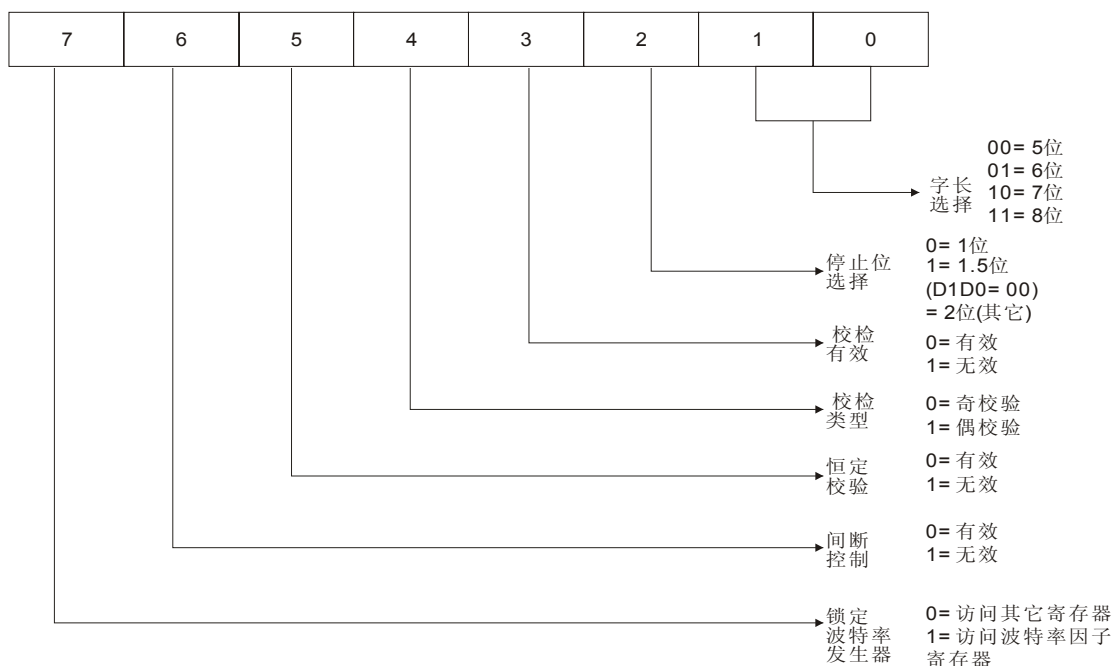 7 6 5 4 3 2 1 0
00= 5位
01= 6位
字长 10= 7位
选择 11= 8位
停止位 0= 1位
选择 1= 1.5位
(D1D0= 00)
= 2位(其它)
校检 0= 有效
有效 1= 无效
校检 0= 奇校验
类型 1= 偶校验
恒定 0= 有效
校验 1= 无效
间断 0= 有效
控制 1= 无效
锁定 0= 访问其它寄存器
波特率 1= 访问波特率因子
发生器 寄存器